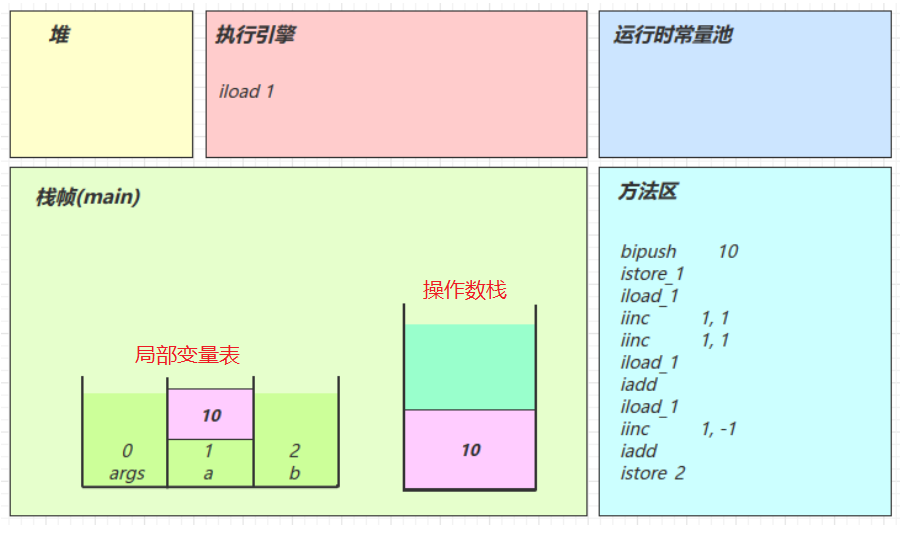 堆
执行引擎
iload 1
运行时常量池
栈帧(main)
局部变量表
10
0
args
1
a
2
b
操作数栈
10
方法区
bipush 10
istore_1
iload_1
iinc 1, 1
iinc 1, 1
iload_1
iadd
iload_1
iinc 1, -1
iadd
istore 2